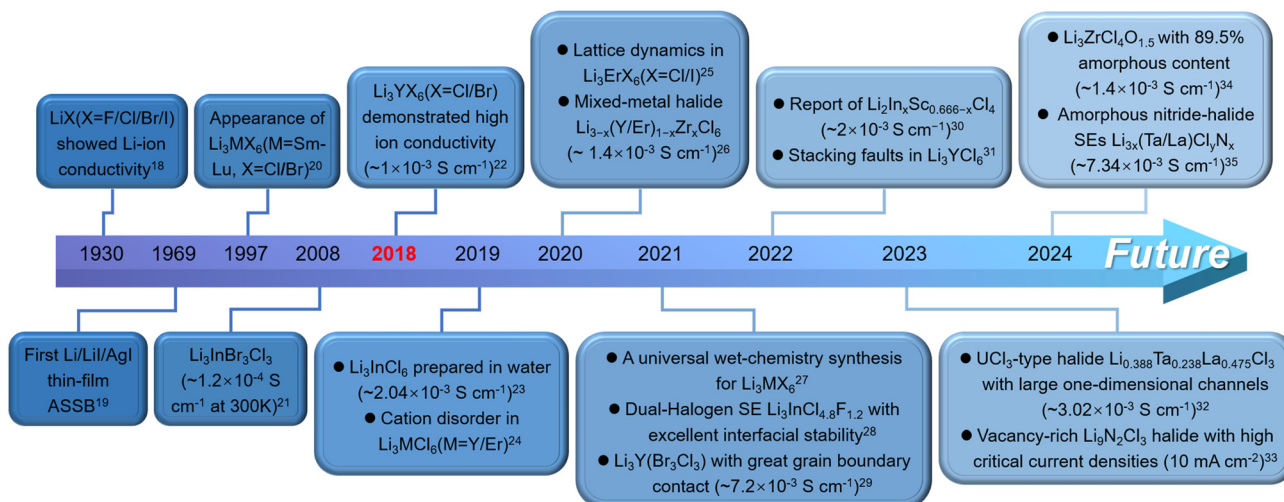 LiX(X=F/Cl/Br/I)
showed Li-ion
conductivity¹⁸
Appearance of
Li₃MX₆(M=Sm-
Lu, X=Cl/Br)²⁰
Li₃YX₆(X=Cl/Br)
demonstrated high
ion conductivity
(~1×10⁻³ S cm⁻¹)²²
● Lattice dynamics in
Li₃ErX₆(X=Cl/I)²⁵
● Mixed-metal halide
Li₃₋ₓ(Y/Er)₁₋ₓZrₓCl₆
(~ 1.4×10⁻³ S cm⁻¹)²⁶
● Report of Li₂InₓSc₀.₆₆₆₋ₓCl₄
(~2×10⁻³ S cm⁻¹)³⁰
● Stacking faults in Li₃YCl₆³¹
● Li₃ZrCl₄O₁.₅ with 89.5%
amorphous content
(~1.4×10⁻³ S cm⁻¹)³⁴
● Amorphous nitride-halide
SEs Li₃ₓ(Ta/La)ClᵧNₓ
(~7.34×10⁻³ S cm⁻¹)³⁵
1930 1969 1997 2008 2018 2019 2020 2021 2022 2023 2024 Future
First Li/LiI/AgI
thin-film
ASSB¹⁹
Li₃InBr₃Cl₃
(~1.2×10⁻⁴ S
cm⁻¹ at 300K)²¹
● Li₃InCl₆ prepared in water
(~2.04×10⁻³ S cm⁻¹)²³
● Cation disorder in
Li₃MCl₆(M=Y/Er)²⁴
● A universal wet-chemistry synthesis
for Li₃MX₆²⁷
● Dual-Halogen SE Li₃InCl₄.₈F₁.₂ with
excellent interfacial stability²⁸
● Li₃Y(Br₃Cl₃) with great grain boundary
contact (~7.2×10⁻³ S cm⁻¹)²⁹
● UCl₃-type halide Li₀.₃₈₈Ta₀.₂₃₈La₀.₄₇₅Cl₃
with large one-dimensional channels
(~3.02×10⁻³ S cm⁻¹)³²
● Vacancy-rich Li₉N₂Cl₃ halide with high
critical current densities (10 mA cm⁻²)³³